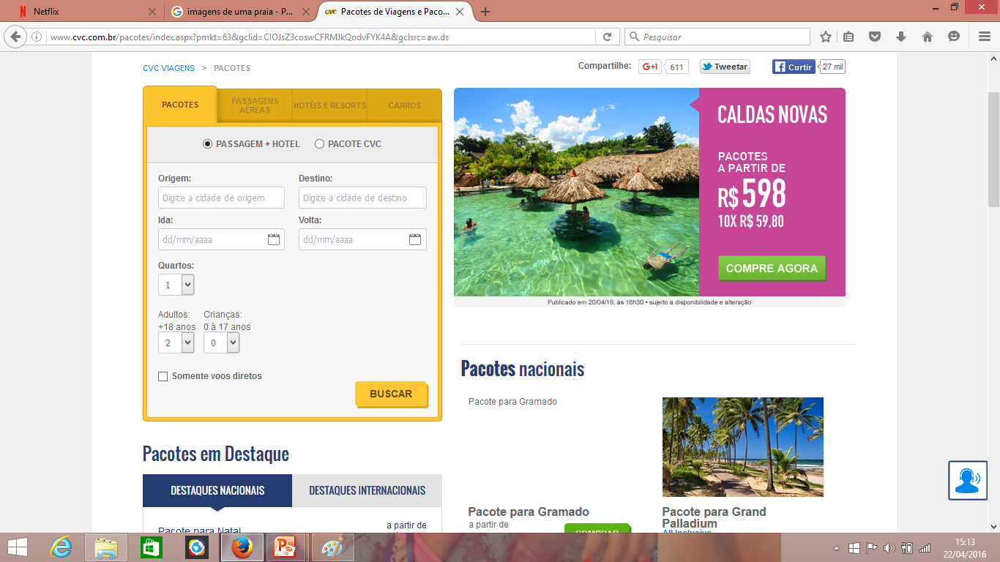 Netflix
imagens de uma praia - P...
CVC Pacotes de Viagens e Paco...
www.cvc.com.br/pacotes/index.aspx?pmkt=63&gclid=CIOJsZ3coswCFRMJkQodvFYK4A&gclsrc=aw.ds
Pesquisar
CVC VIAGENS > PACOTES
Compartilhe:
G+1 611
Tweetar
Curtir 27 mil
PACOTES
PASSAGENS
AÉREAS
HOTÉIS E RESORTS
CARROS
PASSAGEM + HOTEL
PACOTE CVC
Origem:
Destino:
Digite a cidade de origem
Digite a cidade de destino
Ida:
Volta:
dd/mm/aaaa
dd/mm/aaaa
Quartos:
1
Adultos:
+18 anos
2
Crianças:
0 à 17 anos
0
Somente voos diretos
BUSCAR
CALDAS NOVAS
PACOTES
A PARTIR DE
R$ 598
10X R$ 59,80
COMPRE AGORA
Publicado em 20/04/16, às 16h30 • sujeito a disponibilidade e alteração
Pacotes em Destaque
DESTAQUES NACIONAIS
DESTAQUES INTERNACIONAIS
Pacote para Natal
a partir de
Pacotes nacionais
Pacote para Gramado
Pacote para Gramado
a partir de
COMPRAR
Pacote para Grand
Palladium
All Inclusive
15:13
22/04/2016